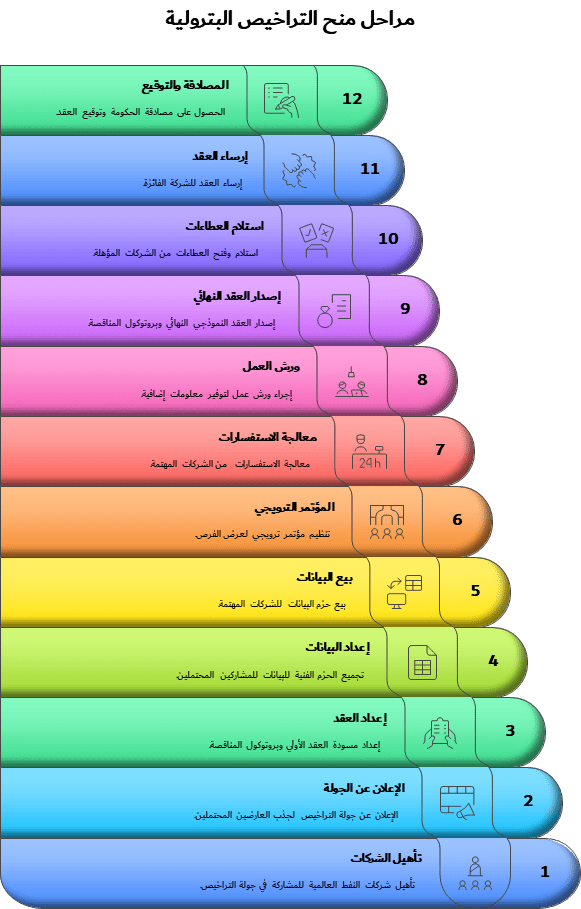 مراحل منح التراخيص البترولية
12
المصادقة والتوقيع
الحصول على مصادقة الحكومة وتوقيع العقد.
11
إرساء العقد
إرساء العقد للشركة الفائزة.
10
استلام العطاءات
استلام وفتح العطاءات من الشركات المؤهلة.
9
إصدار العقد النهائي
إصدار العقد النموذجي النهائي وبروتوكول المناقصة.
8
ورش العمل
إجراء ورش عمل لتوفير معلومات إضافية.
7
معالجة الاستفسارات
معالجة الاستفسارات من الشركات المهتمة.
24h
6
المؤتمر الترويجي
تنظيم مؤتمر ترويجي لعرض الفرص.
5
بيع البيانات
بيع حزم البيانات للشركات المهتمة.
4
إعداد البيانات
تجميع الحزم الفنية للبيانات للمشاركين المحتملين.
3
إعداد العقد
إعداد مسودة العقد الأولي وبروتوكول المناقصة.
2
الإعلان عن الجولة
الإعلان عن جولة التراخيص لجذب العارضين المحتملين.
1
تأهيل الشركات
تأهيل شركات النفط العالمية للمشاركة في جولة التراخيص.